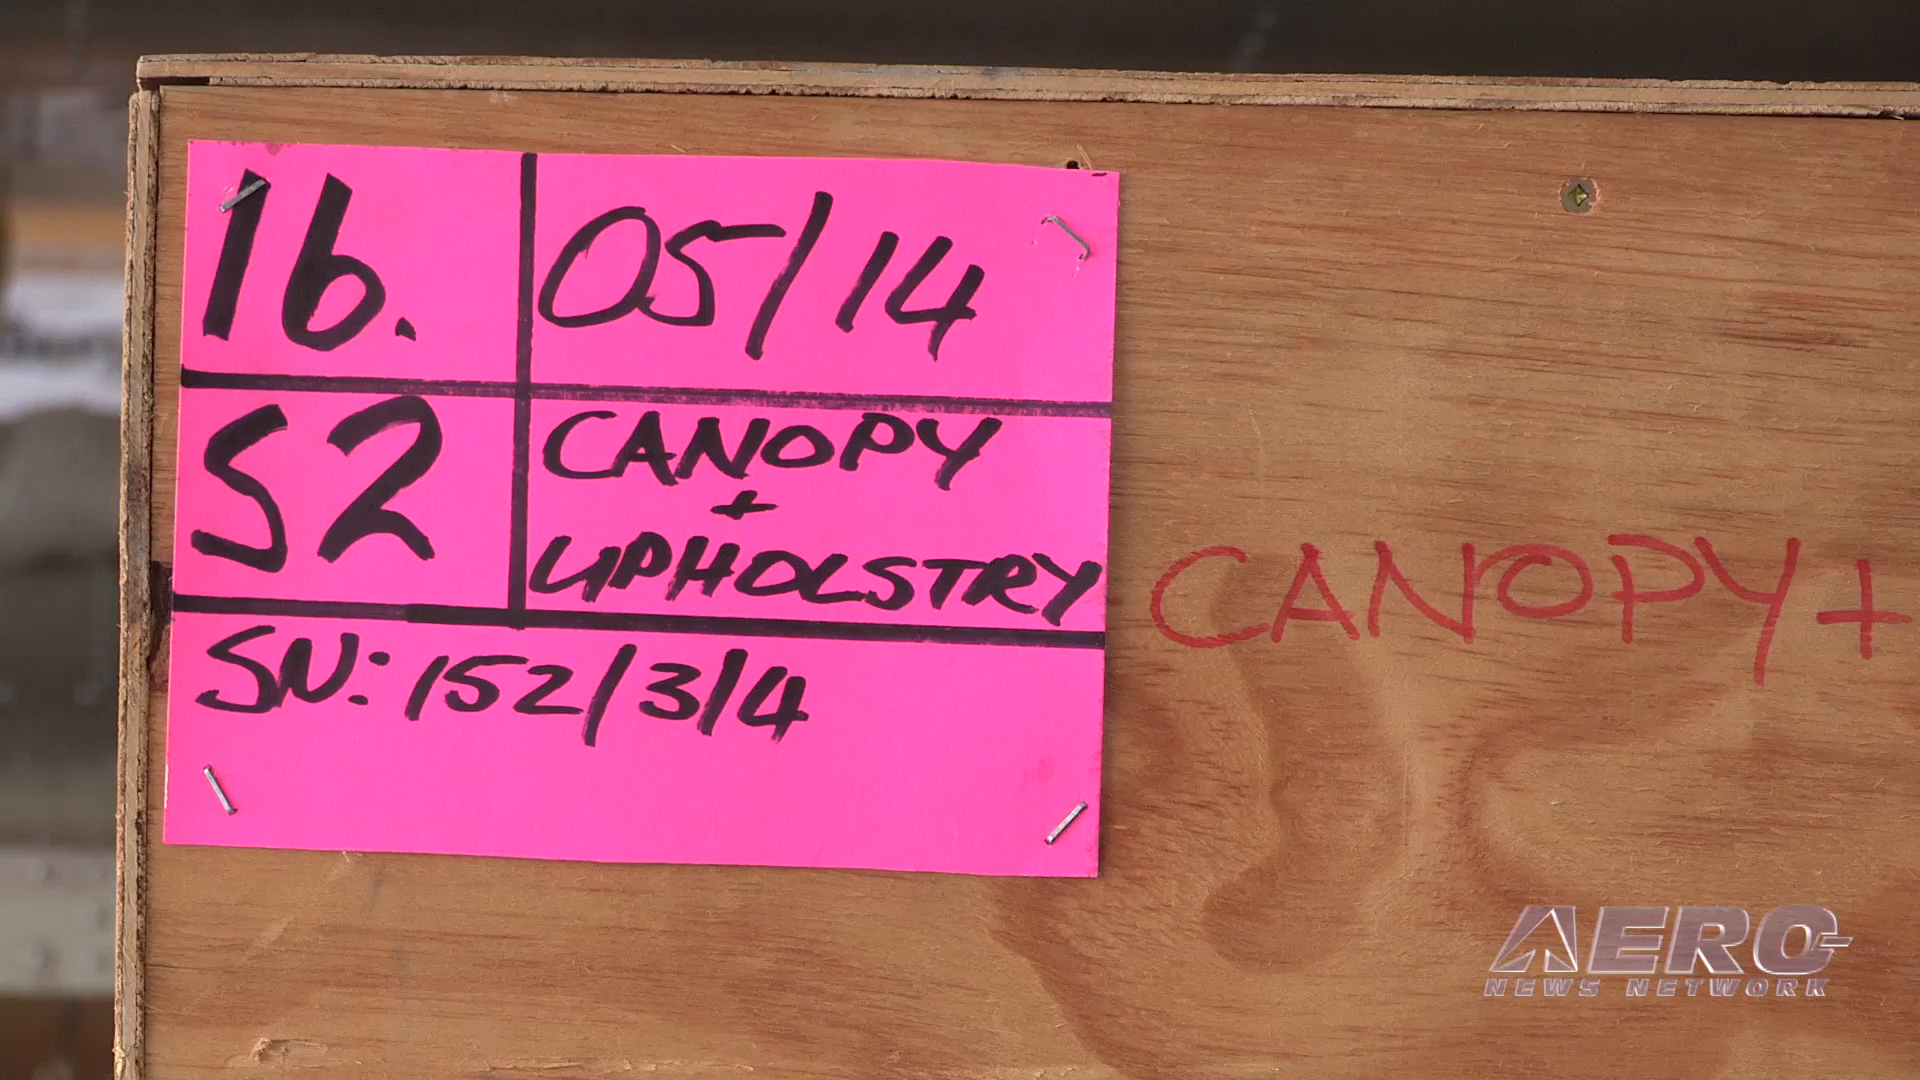 16. 05/14
S2 CANOPY
+
UPHOLSTRY
SN: 152/3/4
CANOPY +
AERO
NEWS NETWORK